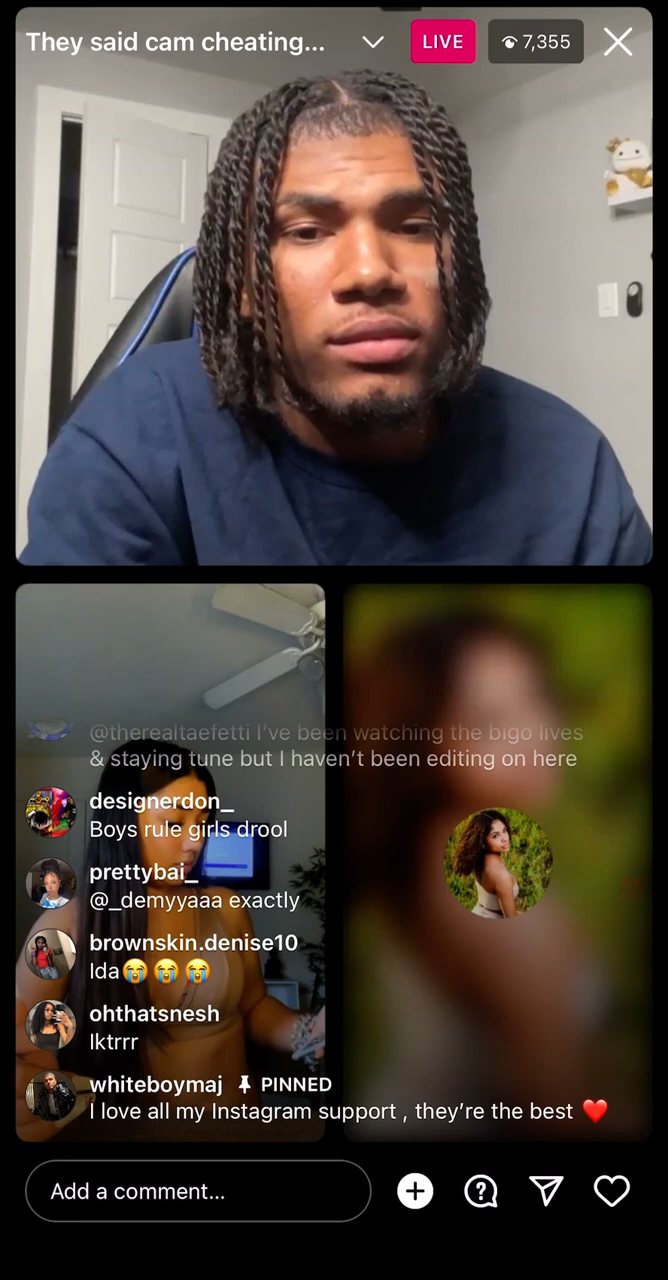 They said cam cheating...
LIVE
7,355
@therealtaefetti I’ve been watching the bigo lives
& staying tune but I haven’t been editing on here
designerdon_
Boys rule girls drool
prettybai_
@_demyyaaa exactly
brownskin.denise10
Ida😭😭😭
ohthatsnesh
Iktrrr
whiteboymaj 📌 PINNED
I love all my Instagram support , they’re the best ❤️
Add a comment...